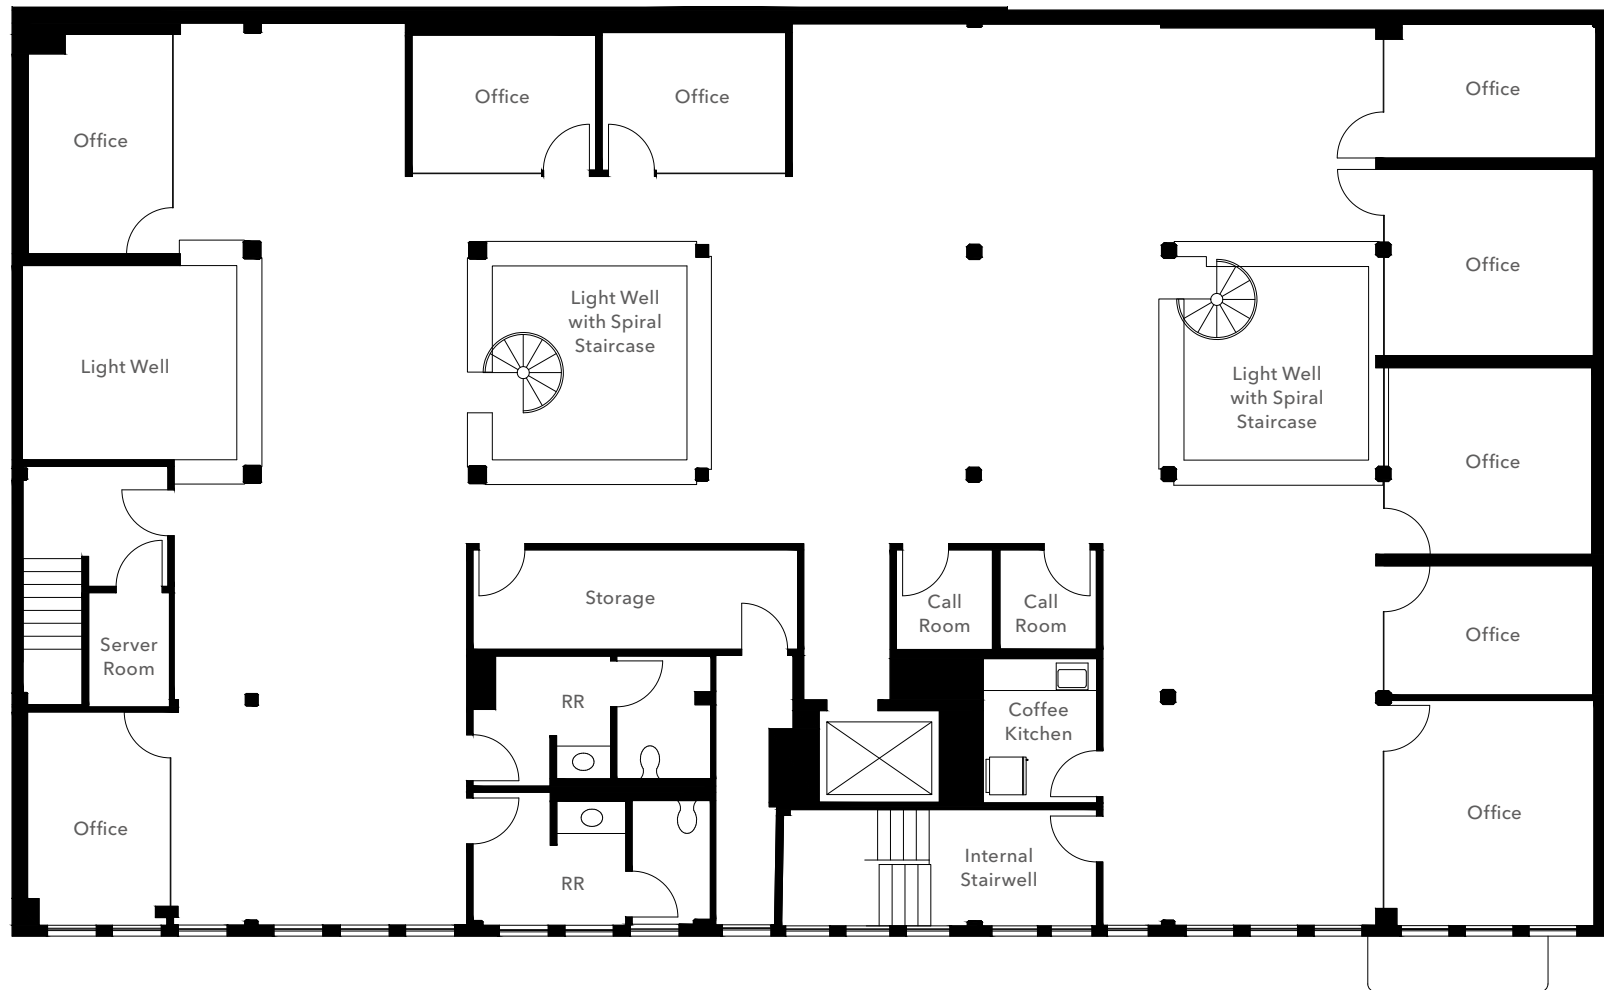 Office
Office
Office
Office
Office
Light Well
with Spiral
Staircase
Light Well
Light Well
with Spiral
Staircase
Office
Storage
Call
Room
Call
Room
Office
Server
Room
RR
Coffee
Kitchen
Office
Office
RR
Internal
Stairwell